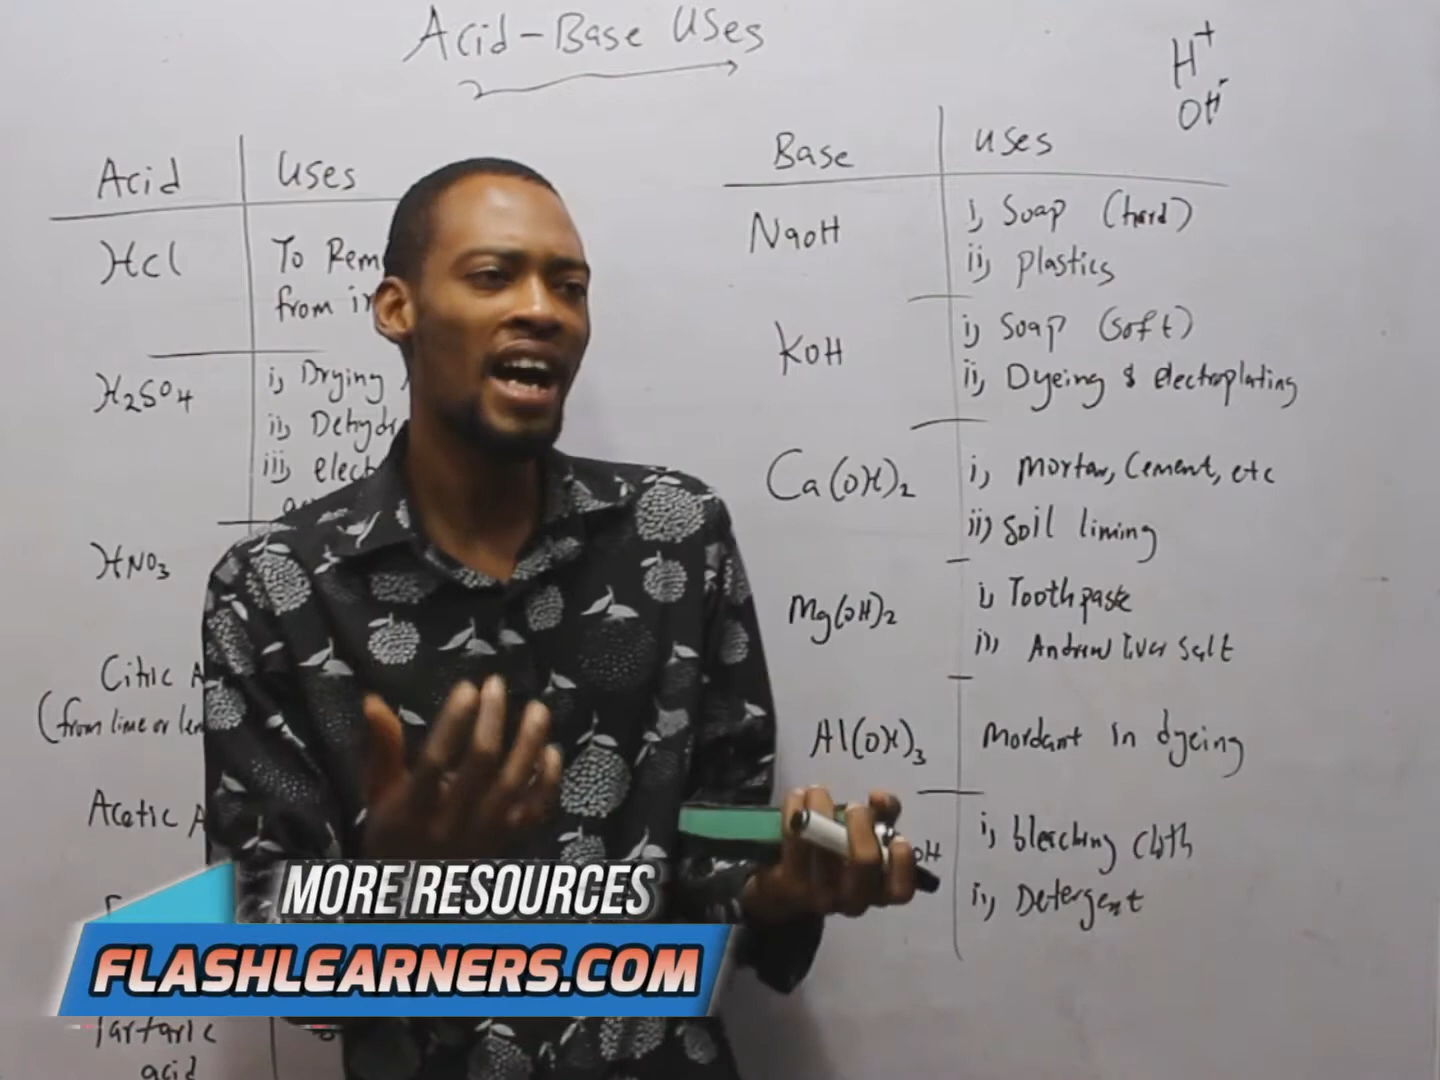 Acid-Base Uses
H+
OH-
Acid Uses
HCl To Rem
from ir
H2SO4 i) Drying
ii) Dehydr
iii) elect
HNO3
Citric A
(from lime or lem
Acetic A
Tartaric
acid
Base Uses
NaOH i) Soap (hard)
ii) plastics
KOH i) Soap (soft)
ii) Dyeing & electroplating
Ca(OH)2 i) mortar, Cement, etc
ii) Soil liming
Mg(OH)2 i) Toothpaste
ii) Andrew liver salt
Al(OH)3 Mordant in dyeing
OH i) bleaching cloth
ii) Detergent
MORE RESOURCES
FLASHLEARNERS.COM